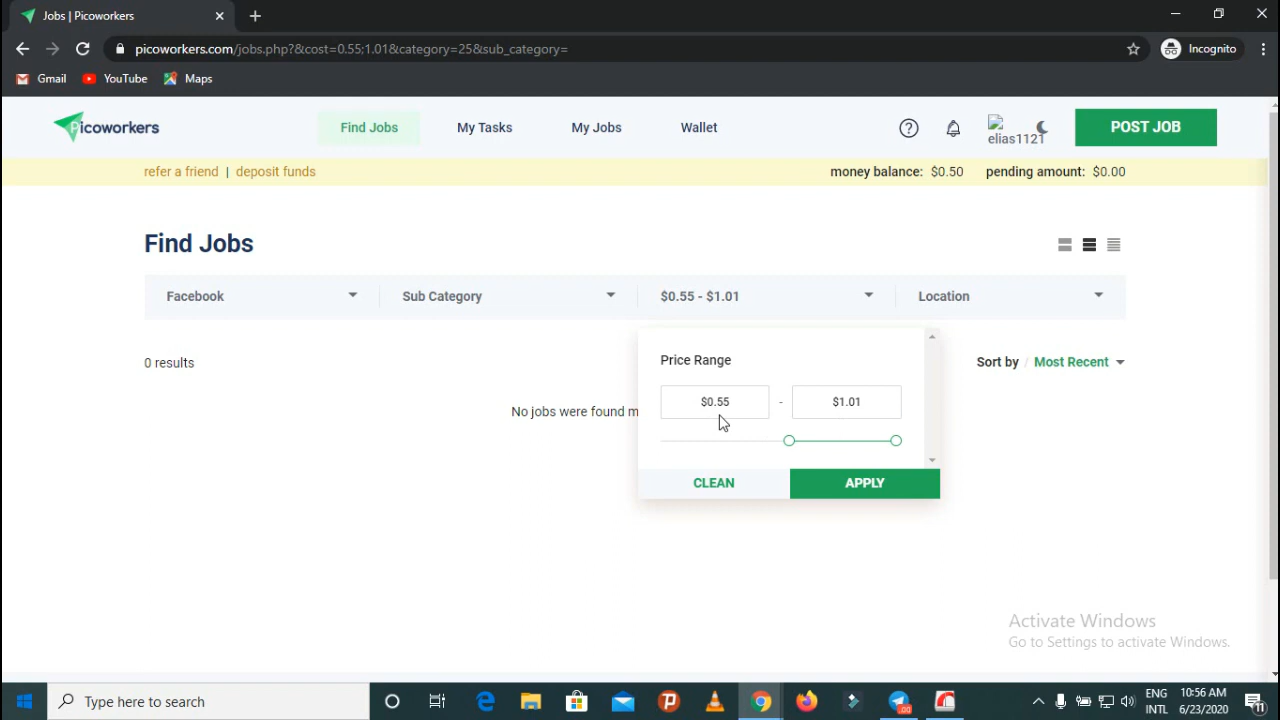 Jobs | Picoworkers
picoworkers.com/jobs.php?&cost=0.55;1.01&category=25&sub_category=
Incognito
Gmail YouTube Maps
Picoworkers
Find Jobs My Tasks My Jobs Wallet
elias1121
POST JOB
refer a friend | deposit funds money balance: $0.50 pending amount: $0.00
Find Jobs
Facebook Sub Category $0.55 - $1.01 Location
Price Range
0 results
Sort by / Most Recent
$0.55 - $1.01
No jobs were found m
CLEAN APPLY
Activate Windows
Go to Settings to activate Windows.
Type here to search
ENG
INTL
10:56 AM
6/23/2020
11
.00